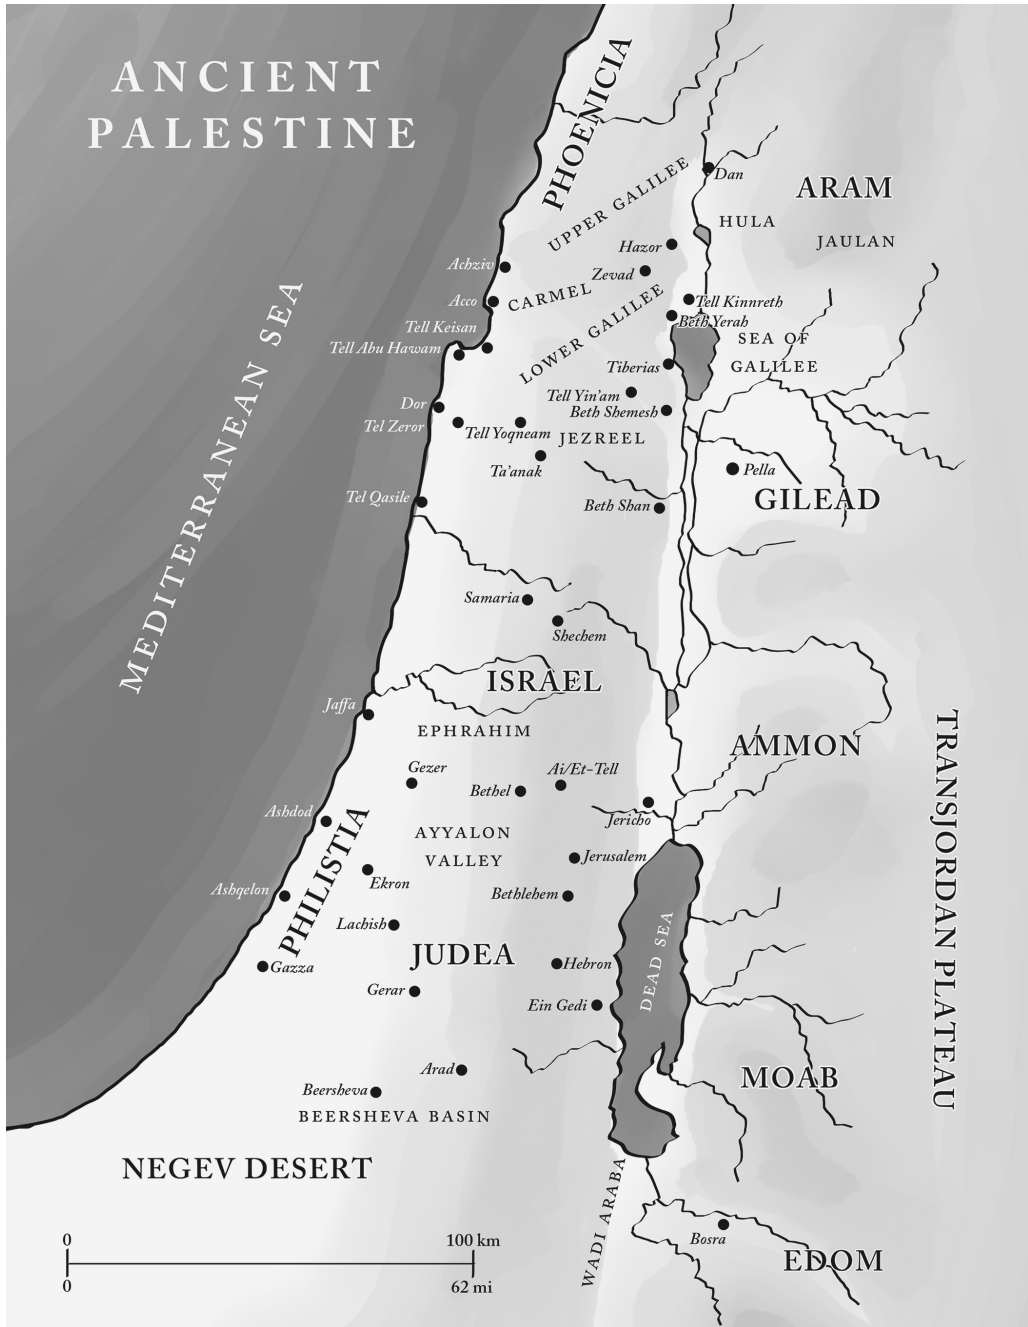 ANCIENT
PALESTINE
PHOENICIA
UPPER GALILEE
Dan
ARAM
HULA
JAULAN
Hazor
Achziv
Zevad
CARMEL
Acco
LOWER GALILEE
Tell Kinnreth
Beth Yerah
Tell Keisan
Tell Abu Hawam
SEA OF
GALILEE
Tiberias
MEDITERRANEAN SEA
Tell Yin'am
Beth Shemesh
Dor
Tel Zeror
Tell Yoqneam
JEZREEL
Ta'anak
Pella
GILEAD
Tel Qasile
Beth Shan
Samaria
Shechem
ISRAEL
Jaffa
EPHRAIM
AMMON
TRANSJORDAN PLATEAU
Gezer
Ai/Et-Tell
Bethel
Ashdod
Jericho
PHILISTIA
AYYALON
VALLEY
Jerusalem
Ekron
Ashqelon
Bethlehem
Lachish
JUDEA
DEAD SEA
Gazza
Hebron
Gerar
Ein Gedi
Arad
MOAB
Beersheva
BEERSHEVA BASIN
NEGEV DESERT
WADI ARABA
Bosra
EDOM
0
100 km
0
62 mi